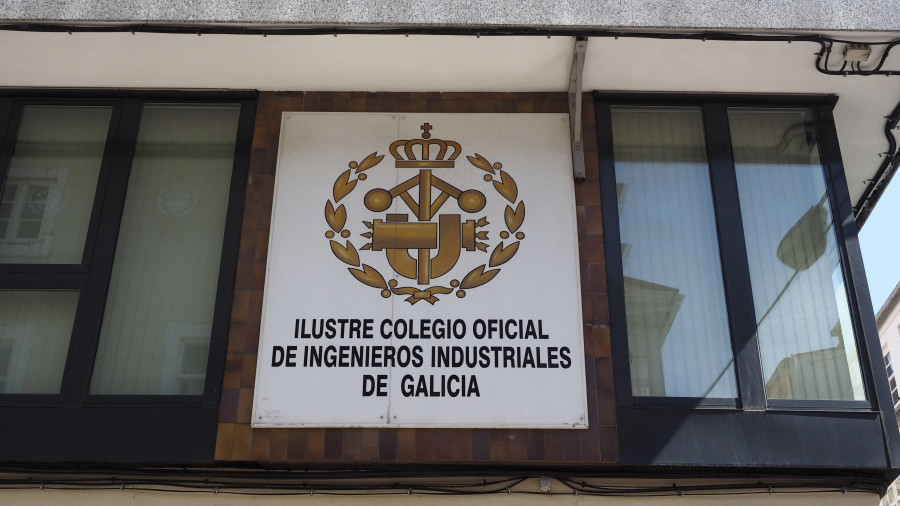 ILUSTRE COLEGIO OFICIAL
DE INGENIEROS INDUSTRIALES
DE GALICIA